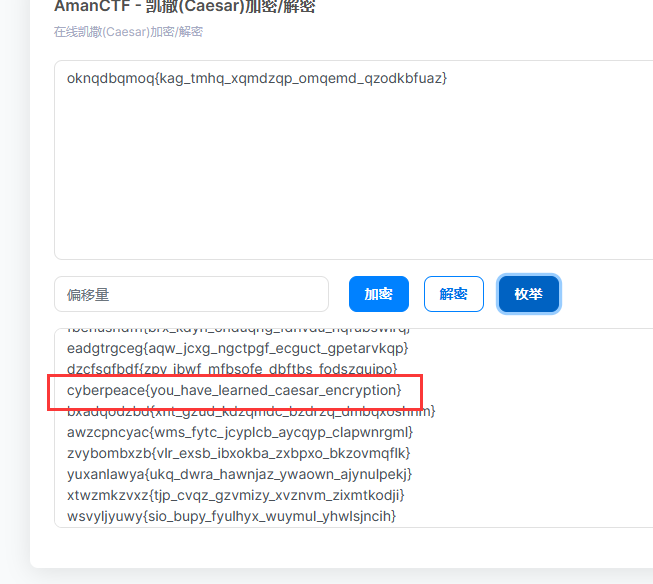 AmanCTF - 凯撒(Caesar)加密/解密
在线凯撒(Caesar)加密/解密
oknqdbqmoq{kag_tmhq_xqmdzqp_omqemd_qzodkbfuaz}
偏移量 加密 解密 枚举
eadgtrgceg{aqw_jcxg_ngctpgf_ecguct_gpetarvkqp}
dzcfsqfbdf{zpv_ibwf_mfbsofe_dbftbs_fodszqujpo}
cyberpeace{you_have_learned_caesar_encryption}
bxadqodzbd{xnt_gzud_kdzqmdc_bzdrzq_dmbqxoshnm}
awzcpncyac{wms_fytc_jcyplcb_aycqyp_clapwnrgml}
zvybombxzb{vlr_exsb_ibxokba_zxbpxo_bkzovmqflk}
yuxanlawya{ukq_dwra_hawnjaz_ywaown_ajynulpekj}
xtwzmkzvxz{tjp_cvqz_gzvmizy_xvznvm_zixmtkodji}
wsvyljyuwy{sio_bupy_fyulhyx_wuymul_yhwlsjncih}